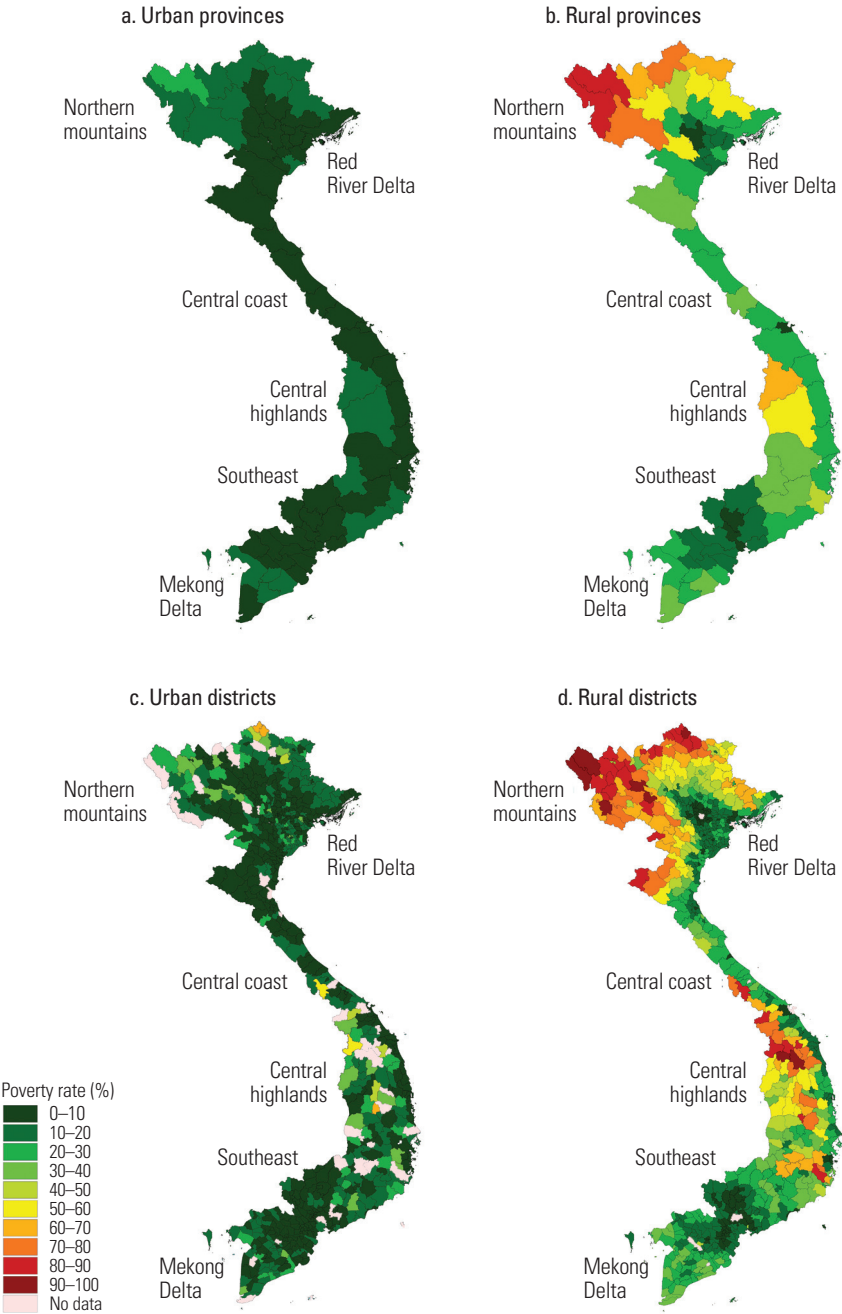 a. Urban provinces
Northern
mountains
Red
River Delta
Central coast
Central
highlands
Southeast
Mekong
Delta
b. Rural provinces
Northern
mountains
Red
River Delta
Central coast
Central
highlands
Southeast
Mekong
Delta
c. Urban districts
Northern
mountains
Red
River Delta
Central coast
Central
highlands
Southeast
Mekong
Delta
d. Rural districts
Northern
mountains
Red
River Delta
Central coast
Central
highlands
Southeast
Mekong
Delta
Poverty rate (%)
0–10
10–20
20–30
30–40
40–50
50–60
60–70
70–80
80–90
90–100
No data